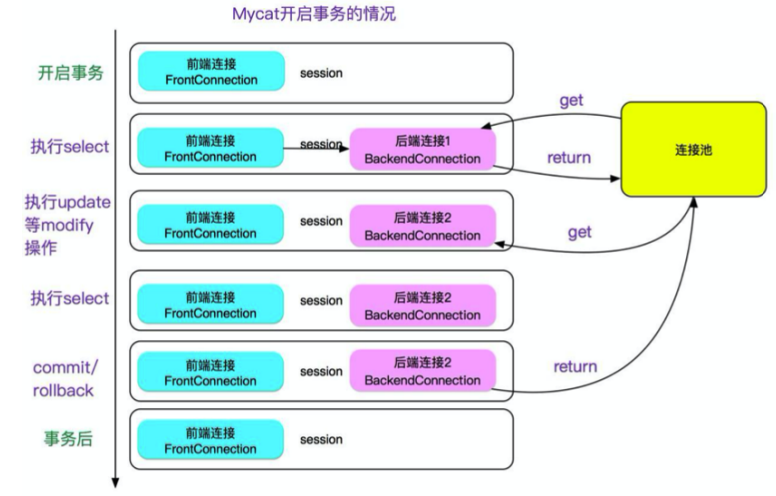 Mycat开启事务的情况
开启事务
前端连接
FrontConnection
session
get
执行select
前端连接
FrontConnection
session
后端连接1
BackendConnection
return
连接池
执行update
等modify
操作
前端连接
FrontConnection
session
后端连接2
BackendConnection
get
执行select
前端连接
FrontConnection
session
后端连接2
BackendConnection
commit/
rollback
前端连接
FrontConnection
session
后端连接2
BackendConnection
return
事务后
前端连接
FrontConnection
session